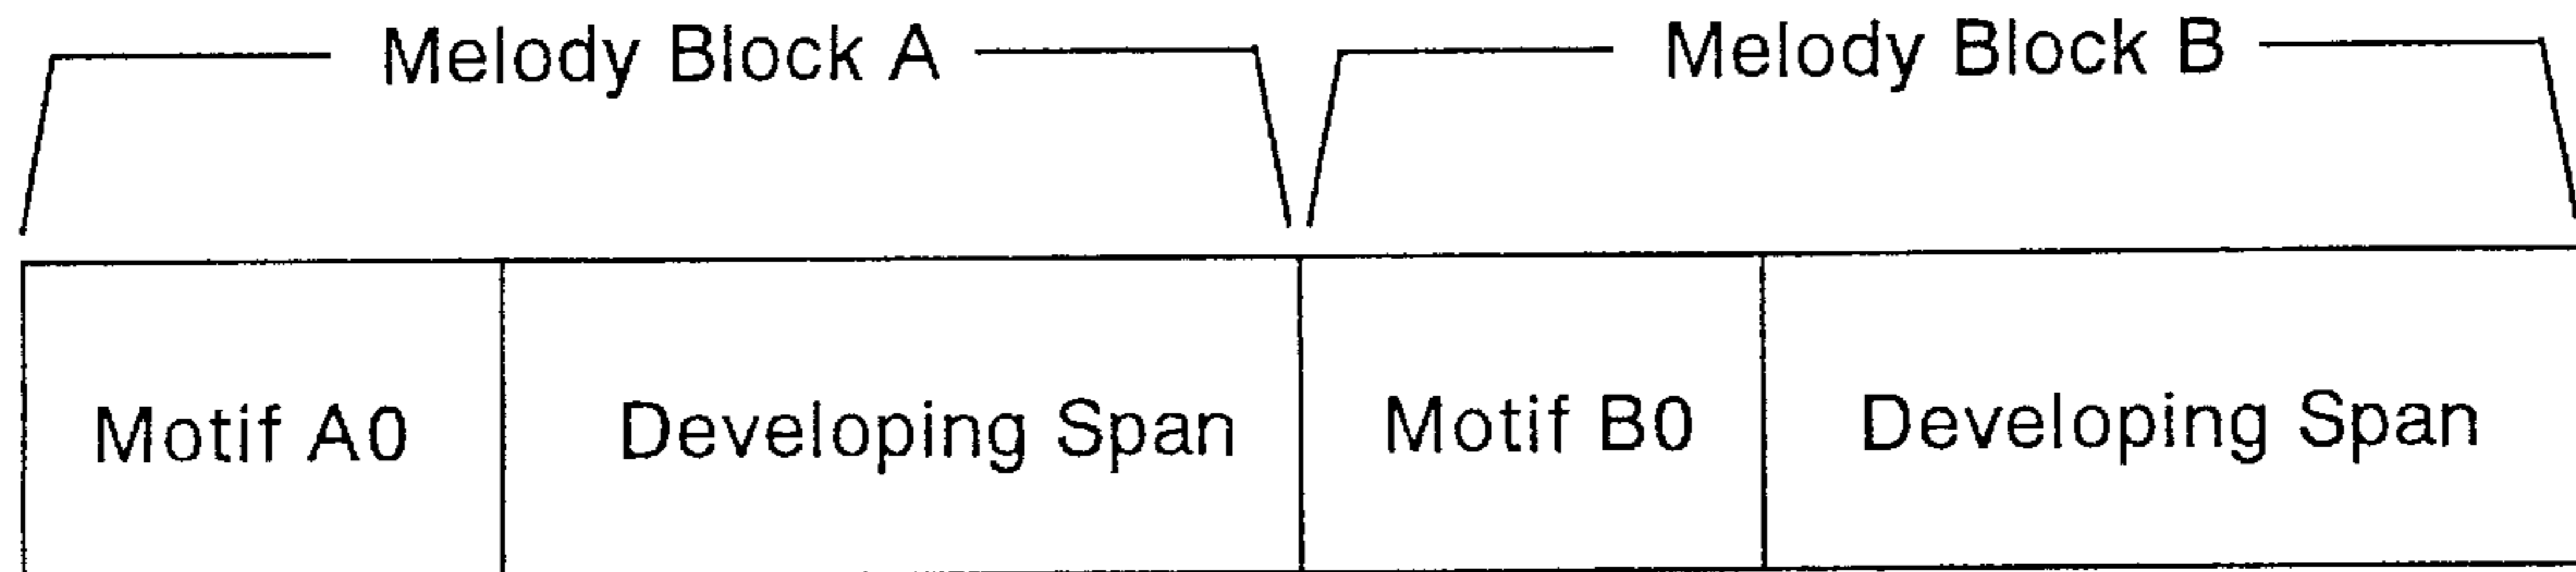 Melody Block A Melody Block B
Motif A0 Developing Span Motif B0 Developing Span